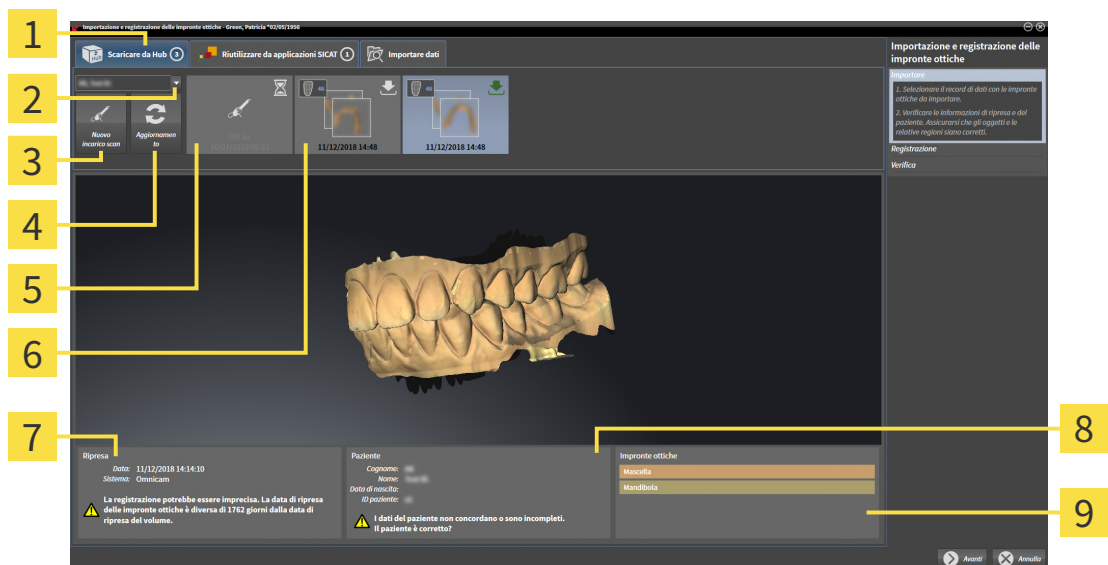 Importazione e registrazione delle impronte ottiche - Green, Patricia *02/05/1956
1
Scaricare da Hub 3
Riutilizzare da applicazioni SICAT 1
Importare dati
Importazione e registrazione delle
impronte ottiche
Importare
1. Selezionare il record di dati con le impronte
ottiche da importare.
2. Verificare le informazioni di ripresa e del
paziente. Assicurarsi che gli oggetti e le
relative regioni siano corretti.
Registrazione
Verifica
2
3
4
5
6
Nuovo
incarico scan
Aggiornamen
to
46
11/12/2018 14:48
46
11/12/2018 14:48
7
Ripresa
Data: 11/12/2018 14:14:10
Sistema: Omnicam
La registrazione potrebbe essere imprecisa. La data di ripresa
delle impronte ottiche è diversa di 1762 giorni dalla data di
ripresa del volume.
Paziente
Cognome:
Nome:
Data di nascita:
ID paziente:
I dati del paziente non concordano o sono incompleti.
Il paziente è corretto?
8
Impronte ottiche
Mascella
Mandibola
9
Avanti
Annulla